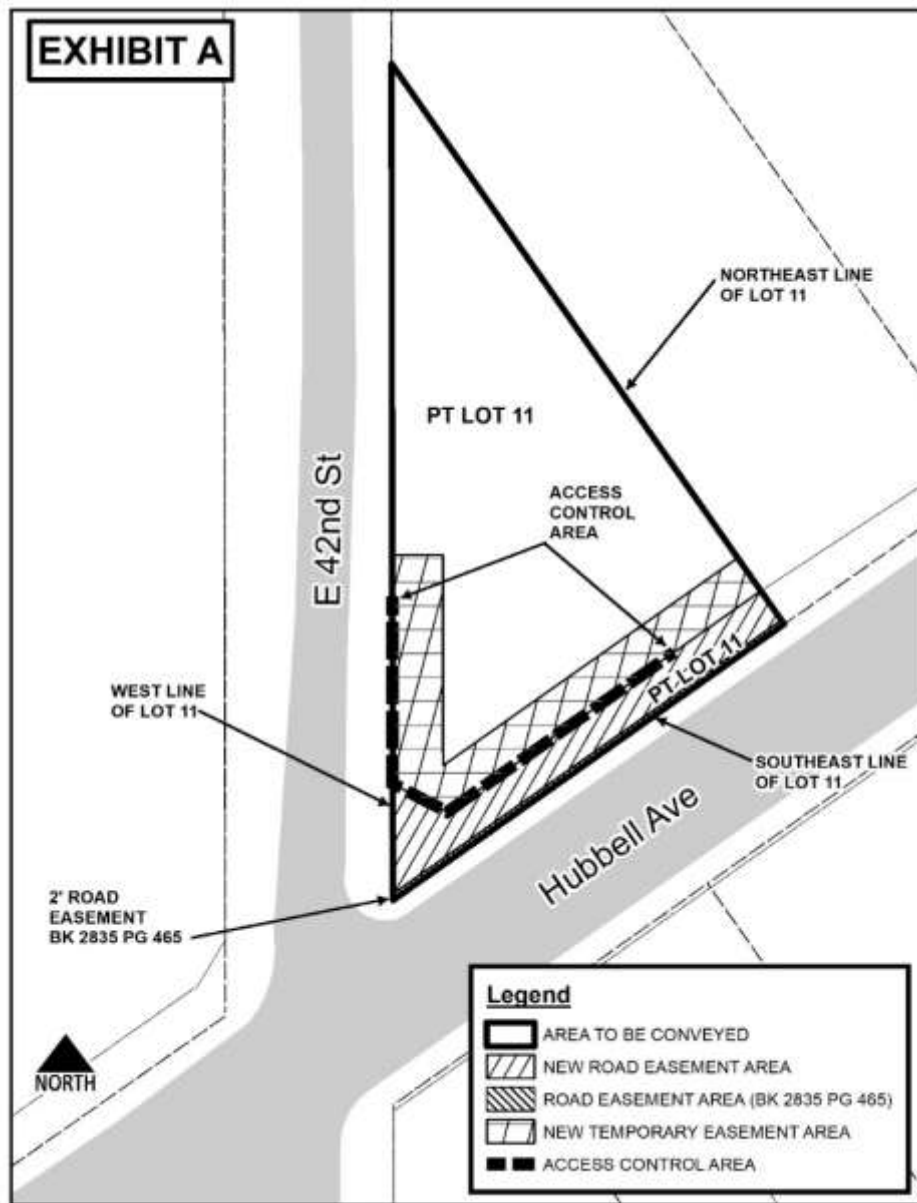 EXHIBIT A
NORTHEAST LINE
OF LOT 11
PT LOT 11
E 42nd St
ACCESS
CONTROL
AREA
PT LOT 11
WEST LINE
OF LOT 11
SOUTHEAST LINE
OF LOT 11
Hubbell Ave
2' ROAD
EASEMENT
BK 2835 PG 465
NORTH
Legend
AREA TO BE CONVEYED
NEW ROAD EASEMENT AREA
ROAD EASEMENT AREA (BK 2835 PG 465)
NEW TEMPORARY EASEMENT AREA
ACCESS CONTROL AREA